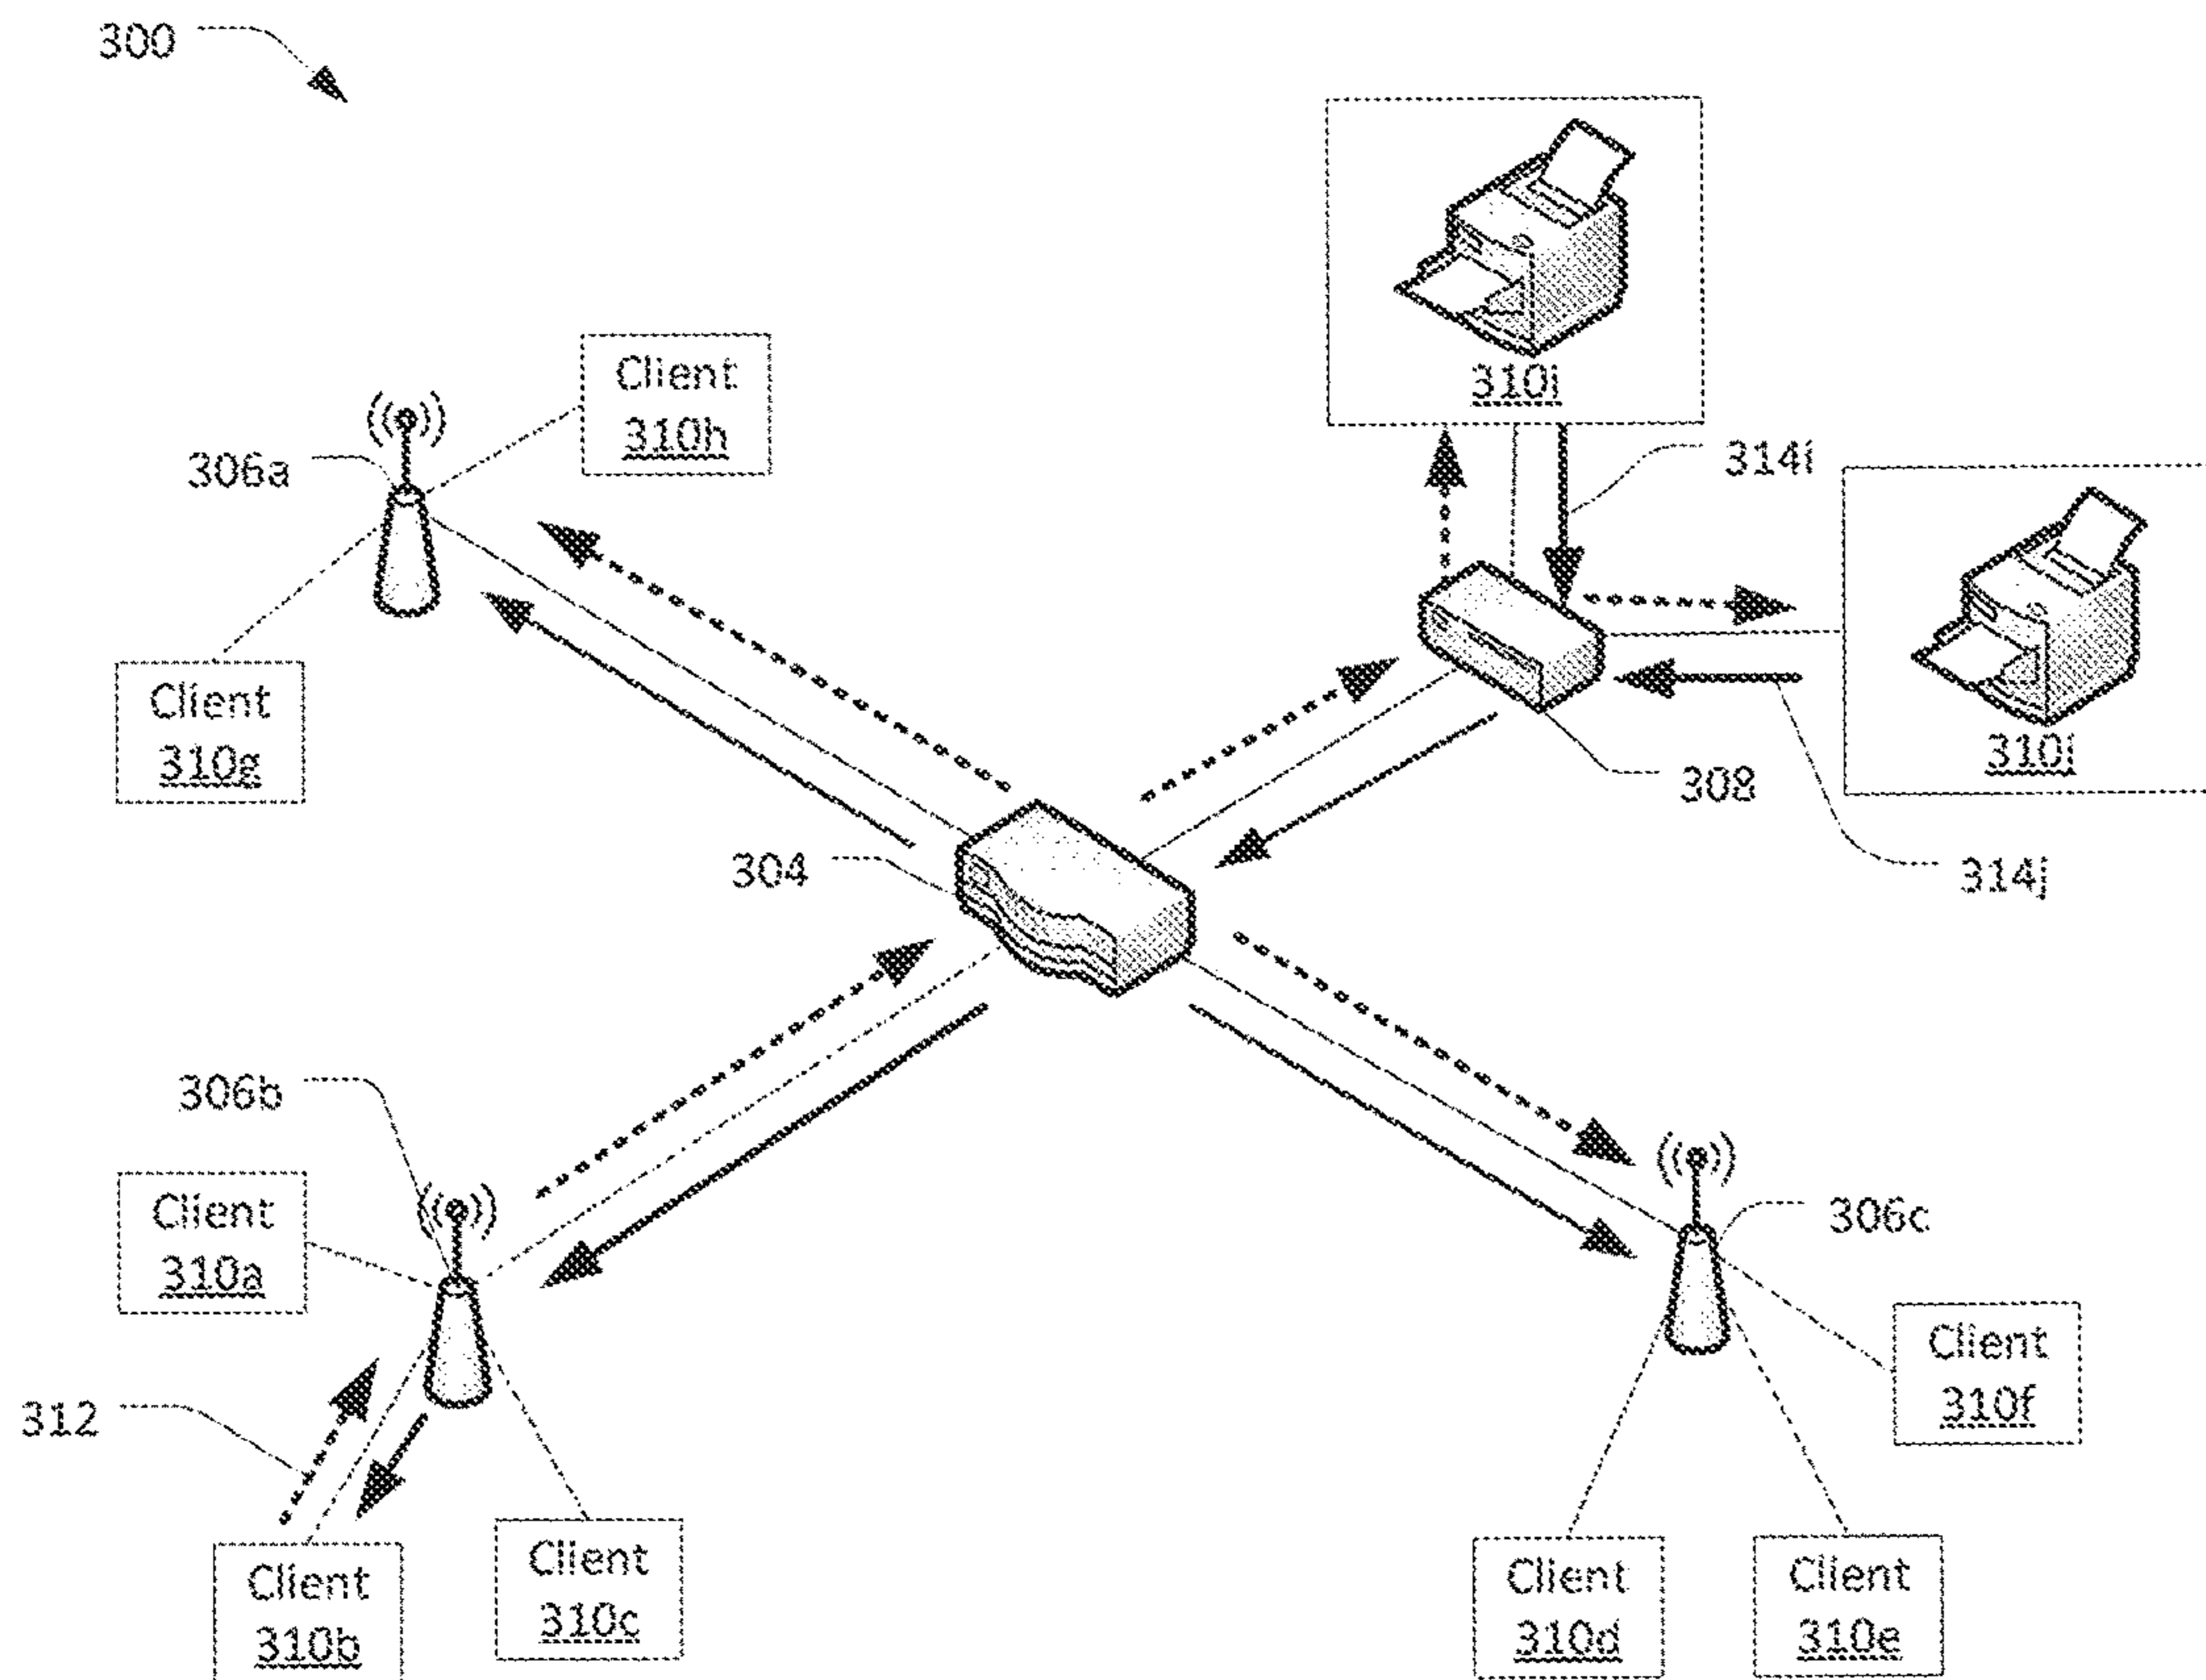 300
310i
Client
310h
306a
314i
Client
310g
310j
308
304
314j
306b
Client
310a
306c
Client
310f
312
Client
310b
Client
310c
Client
310d
Client
310e